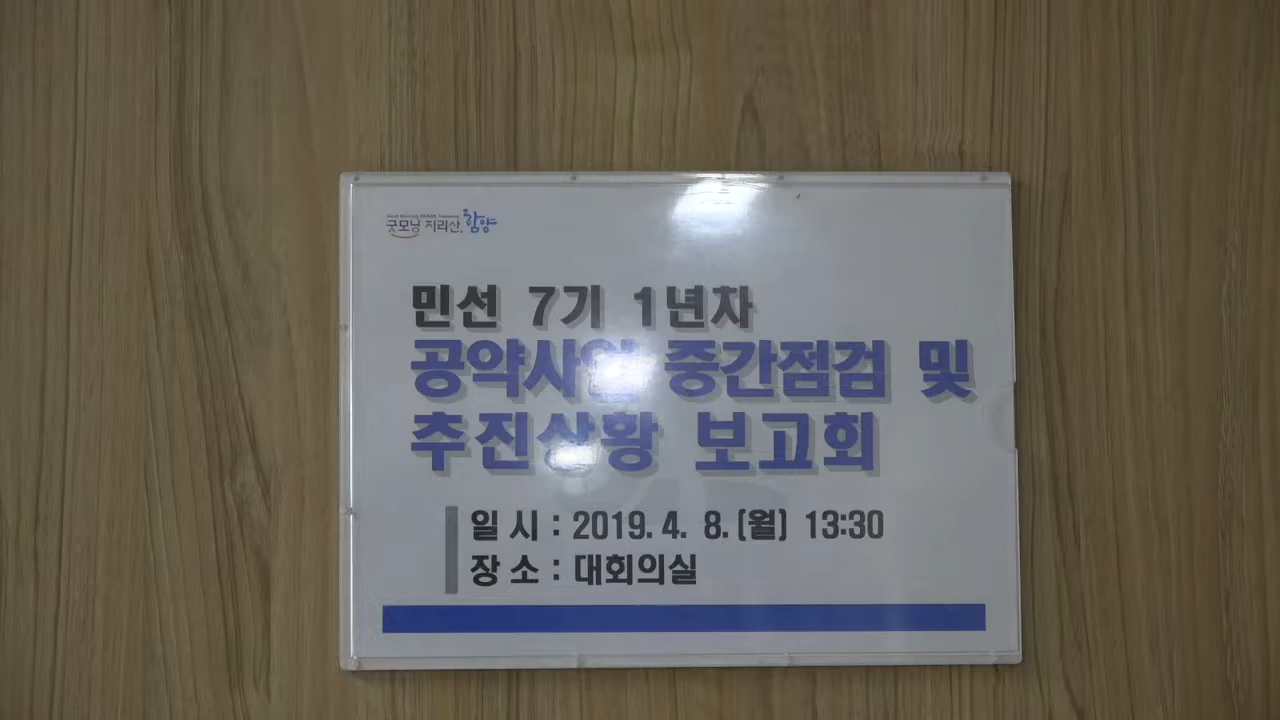 굿모닝 지리산, 함양
민선 7기 1년차
공약사업 중간점검 및
추진상황 보고회
일 시 : 2019. 4. 8. (월) 13:30
장 소 : 대회의실